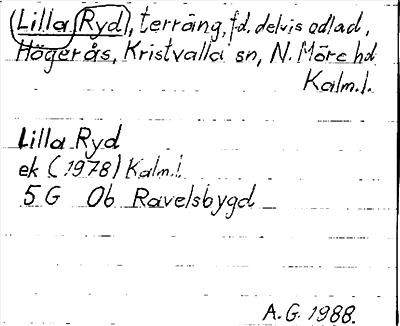 Lilla Ryd, terräng, fd. delvis odlad,
Högerås, Kristvalla sn, N. Möre hd
Kalm.l.
Lilla Ryd
ek (1978) Kalm.l.
5 G Ob Ravelsbygd
A.G. 1988.